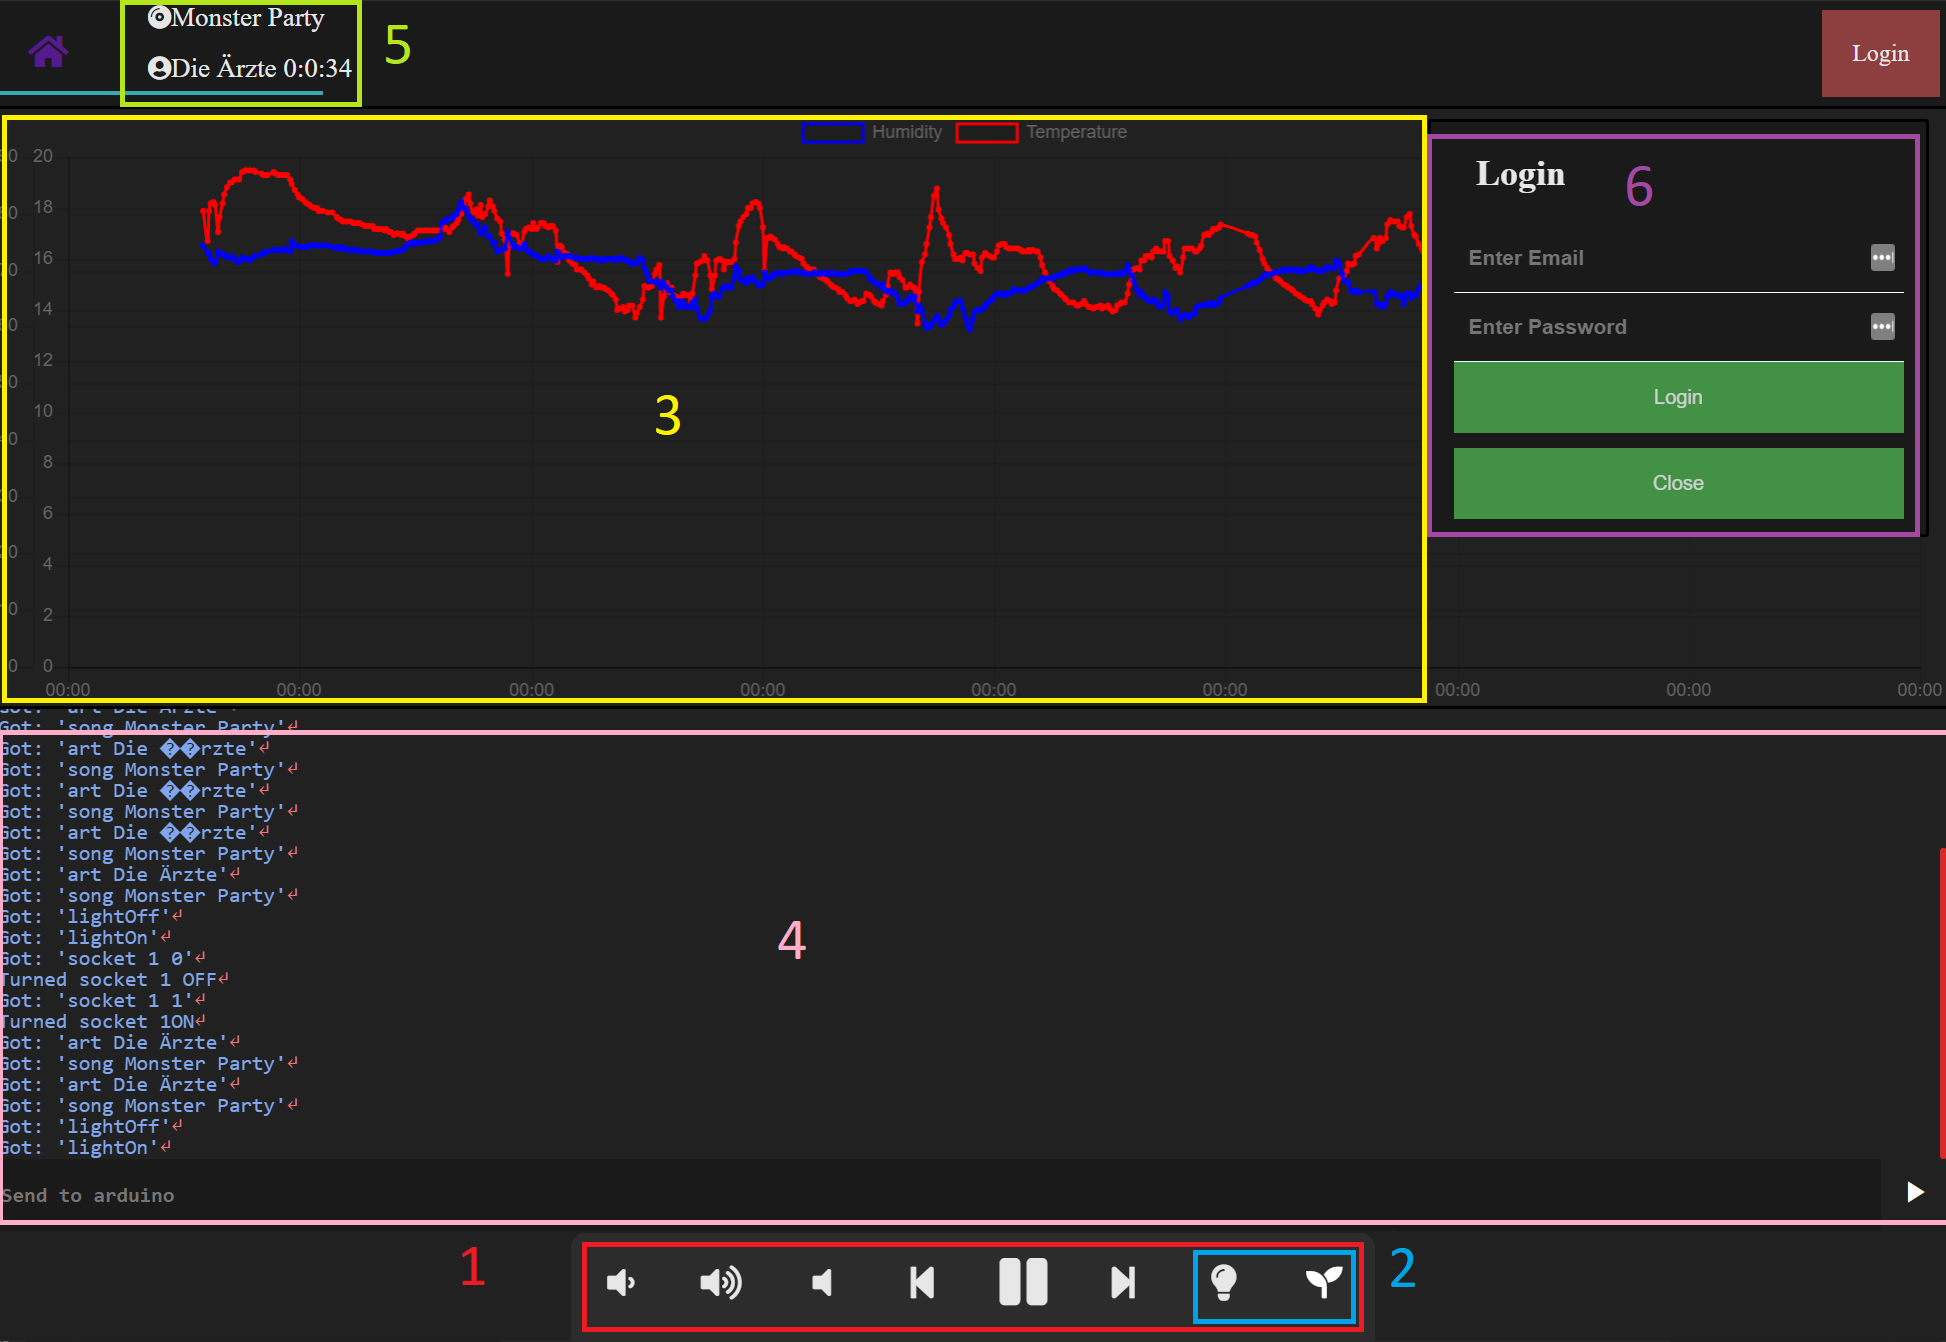 Monster Party
Die Ärzte 0:0:34
5
Login
Humidity
Temperature
20
18
16
14
12
10
8
6
4
2
0
0
00:00
00:00
00:00
00:00
00:00
00:00
00:00
00:00
00:00
3
Login
6
Enter Email
Enter Password
Login
Close
Got: 'song Monster Party'↵
Got: 'art Die ��rzte'↵
Got: 'song Monster Party'↵
Got: 'art Die ��rzte'↵
Got: 'song Monster Party'↵
Got: 'art Die ��rzte'↵
Got: 'song Monster Party'↵
Got: 'art Die Ärzte'↵
Got: 'song Monster Party'↵
Got: 'lightOff'↵
Got: 'lightOn'↵
Got: 'socket 1 0'↵
Turned socket 1 OFF↵
Got: 'socket 1 1'↵
Turned socket 1ON↵
Got: 'art Die Ärzte'↵
Got: 'song Monster Party'↵
Got: 'art Die Ärzte'↵
Got: 'song Monster Party'↵
Got: 'lightOff'↵
Got: 'lightOn'↵
4
Send to arduino
1
2